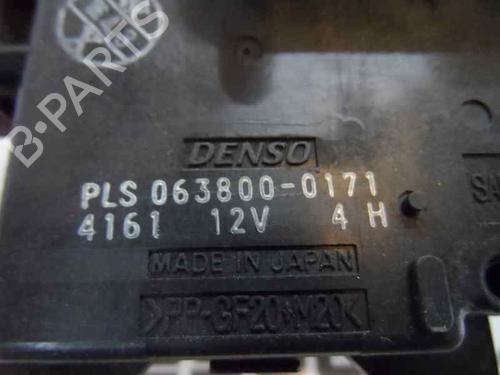 B-PARTS
DENSO
PLS 063800-0171
4161 12V 4 H
MADE IN JAPAN
>PP-GF20+M20<